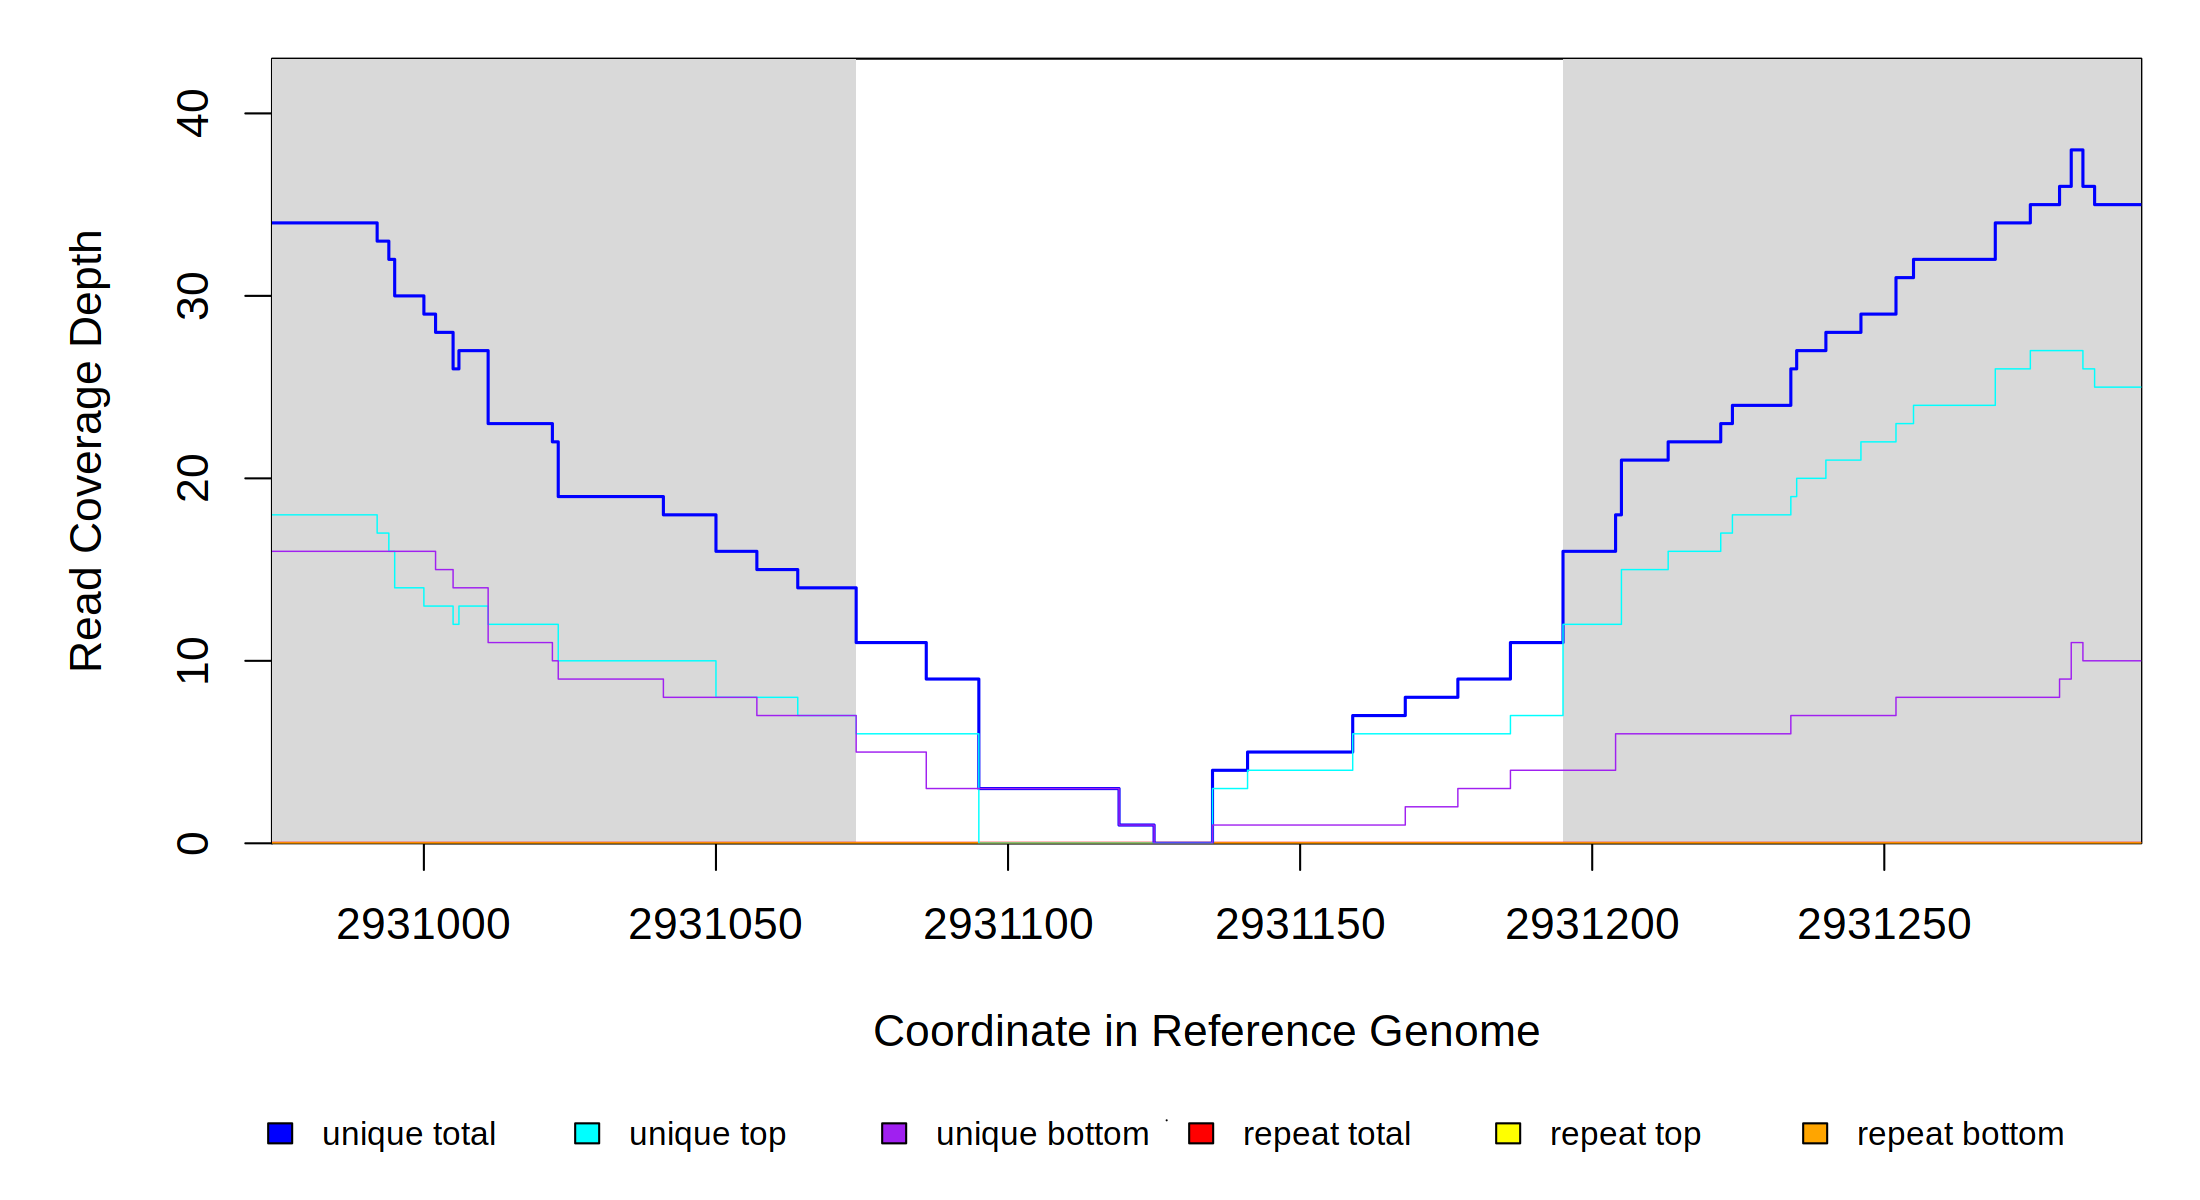 40
30
20
10
0
Read Coverage Depth
2931000 2931050 2931100 2931150 2931200 2931250
Coordinate in Reference Genome
unique total unique top unique bottom repeat total repeat top repeat bottom